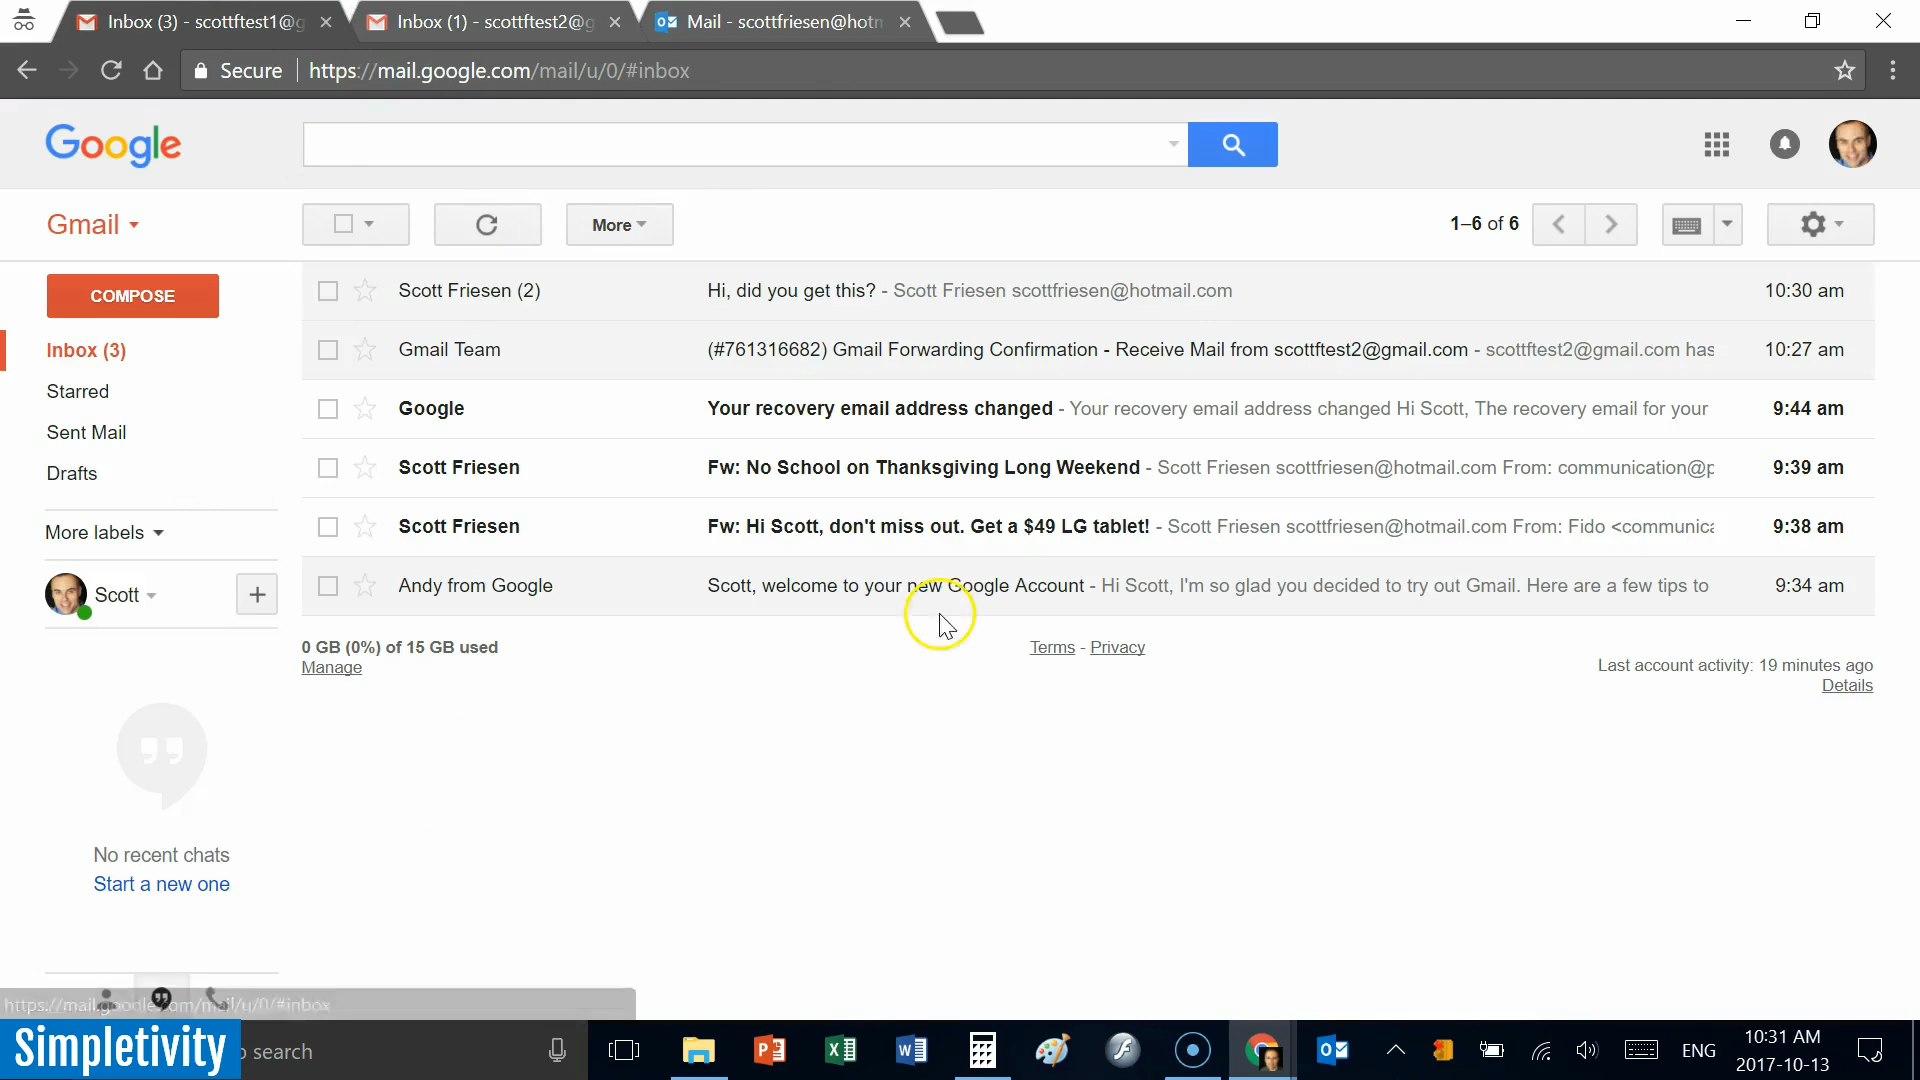 Inbox (3) - scottftest1@g
Inbox (1) - scottftest2@g
Mail - scottfriesen@hotm
Secure
https://mail.google.com/mail/u/0/#inbox
Google
Gmail
More
1–6 of 6
COMPOSE
Inbox (3)
Starred
Sent Mail
Drafts
More labels
Scott
+
Scott Friesen (2) Hi, did you get this? - Scott Friesen scottfriesen@hotmail.com 10:30 am
Gmail Team (#761316682) Gmail Forwarding Confirmation - Receive Mail from scottftest2@gmail.com - scottftest2@gmail.com has 10:27 am
Google Your recovery email address changed - Your recovery email address changed Hi Scott, The recovery email for your 9:44 am
Scott Friesen Fw: No School on Thanksgiving Long Weekend - Scott Friesen scottfriesen@hotmail.com From: communication@p 9:39 am
Scott Friesen Fw: Hi Scott, don't miss out. Get a $49 LG tablet! - Scott Friesen scottfriesen@hotmail.com From: Fido <communica 9:38 am
Andy from Google Scott, welcome to your new Google Account - Hi Scott, I'm so glad you decided to try out Gmail. Here are a few tips to 9:34 am
0 GB (0%) of 15 GB used
Manage
Terms - Privacy
Last account activity: 19 minutes ago
Details
No recent chats
Start a new one
https://mail.google.com/mail/u/0/#inbox
Simpletivity
o search
ENG
10:31 AM
2017-10-13